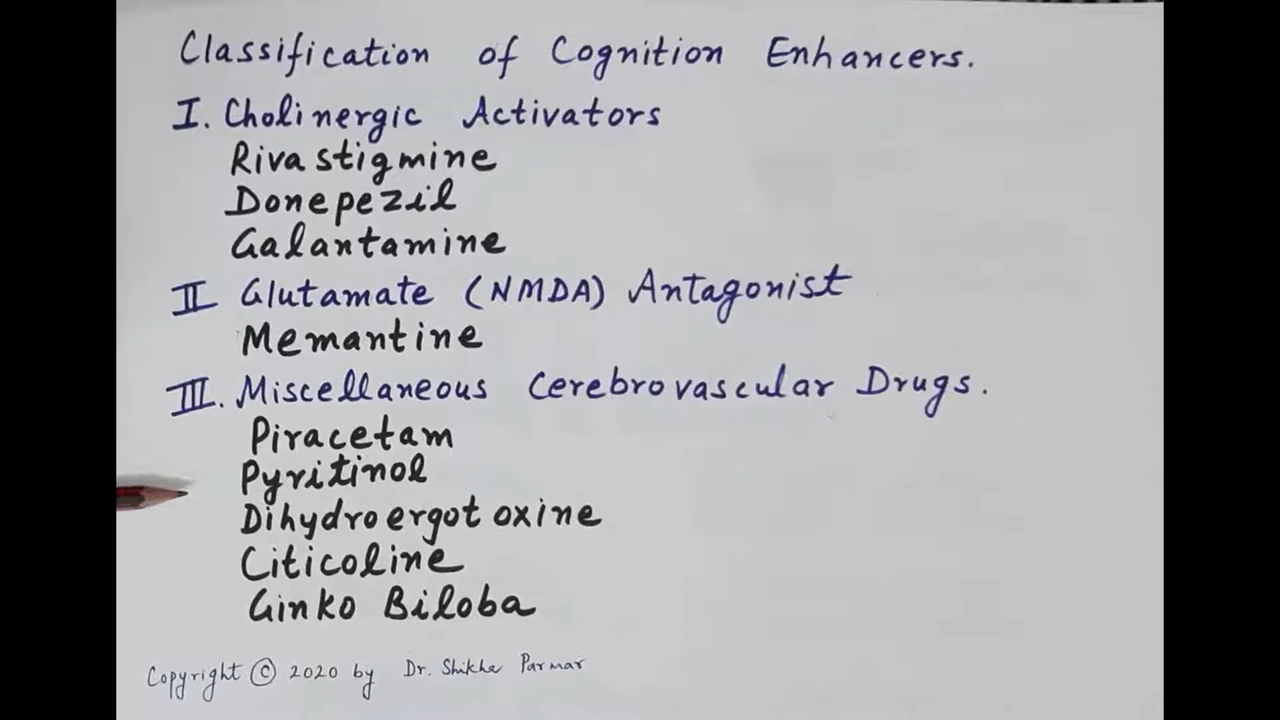 Classification of Cognition Enhancers.
I. Cholinergic Activators
Rivastigmine
Donepezil
Galantamine
II Glutamate (NMDA) Antagonist
Memantine
III. Miscellaneous Cerebrovascular Drugs.
Piracetam
Pyritinol
Dihydroergotoxine
Citicoline
Ginko Biloba
Copyright © 2020 by Dr. Shikha Parmar